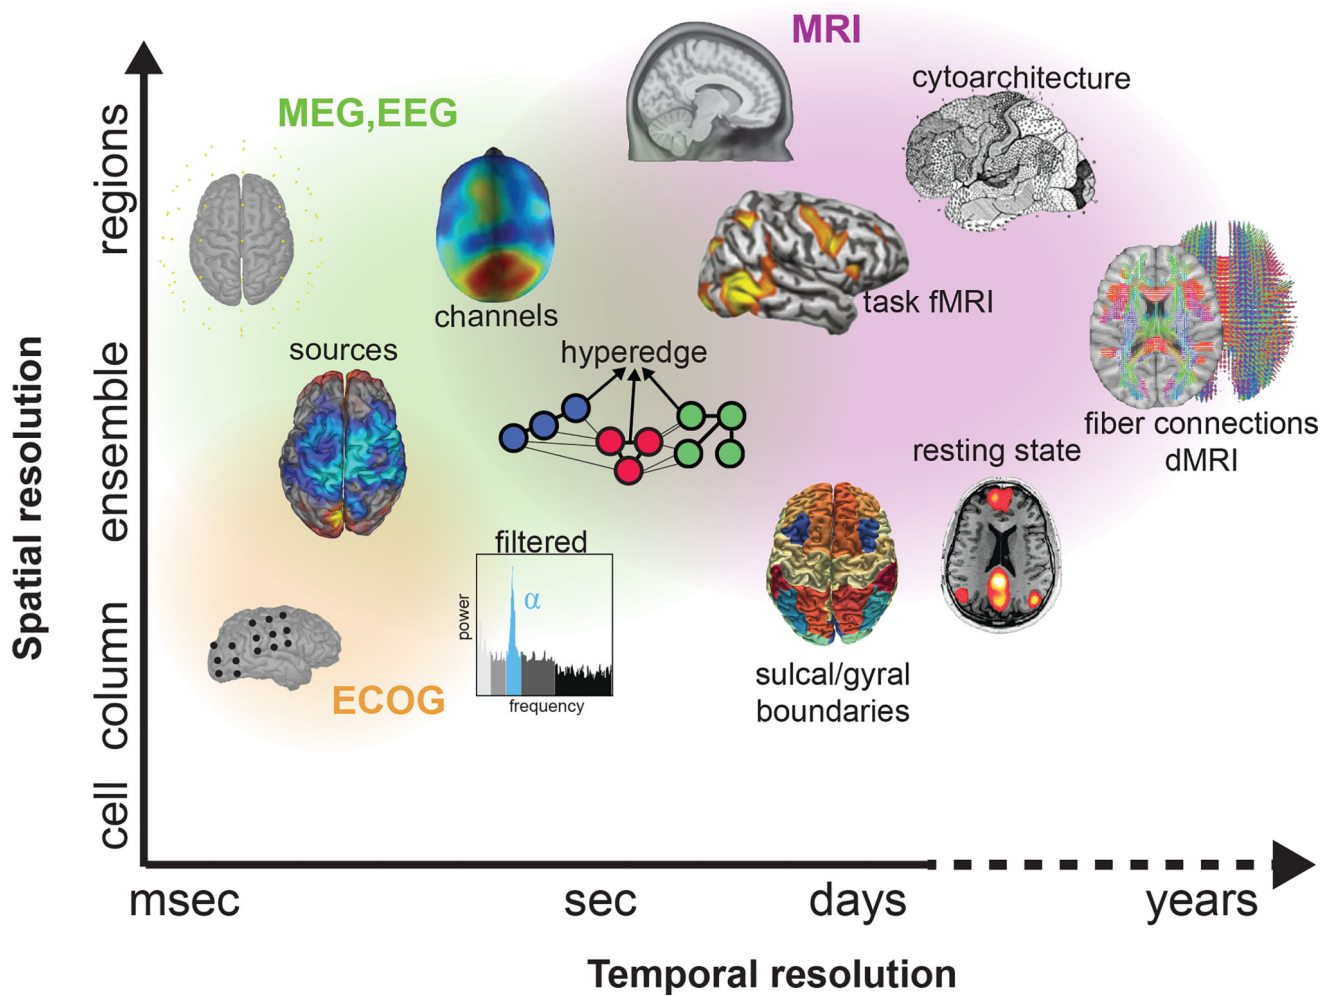 MRI
cytoarchitecture
MEG,EEG
channels
task fMRI
sources
hyperedge
fiber connections
dMRI
resting state
filtered
α
power
frequency
sulcal/gyral
boundaries
ECOG
Spatial resolution
regions
ensemble
column
cell
msec
sec
days
years
Temporal resolution